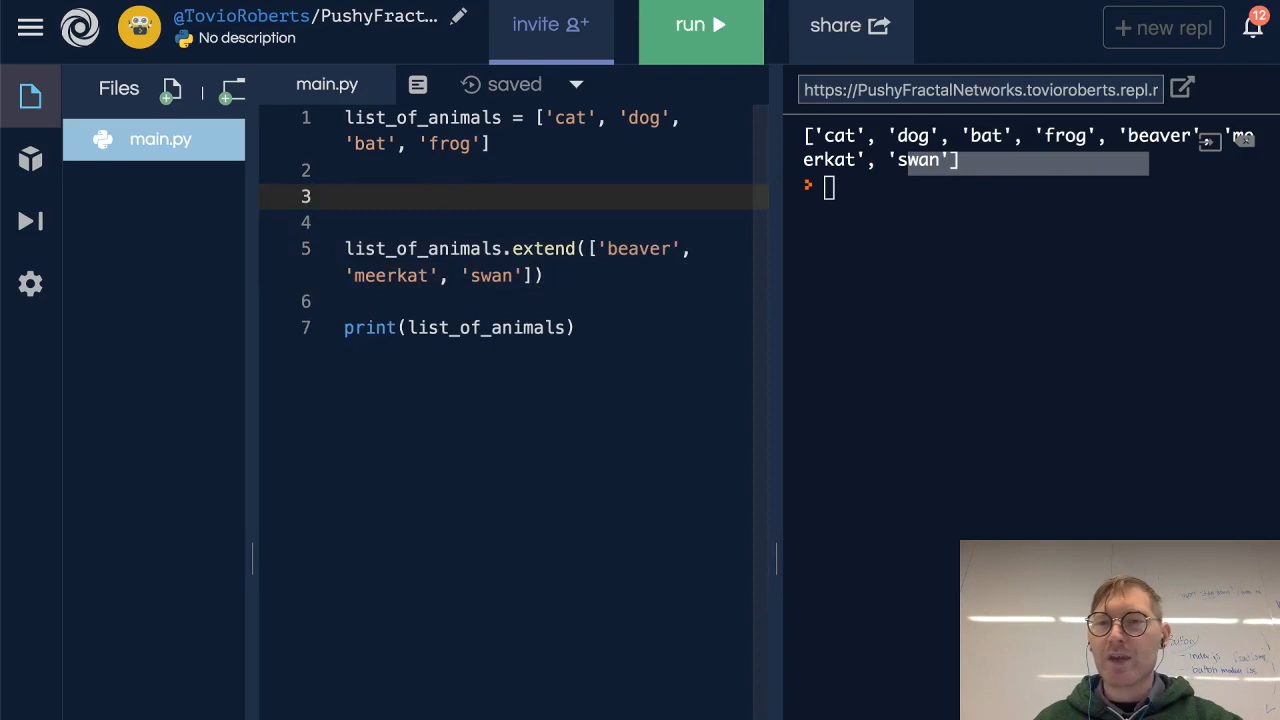 @TovioRoberts/PushyFract...
No description
invite
run
share
+ new repl
12
Files
main.py
saved
main.py
https://PushyFractalNetworks.tovioroberts.repl.r
1 list_of_animals = ['cat', 'dog',
'bat', 'frog']
2
3
4
5 list_of_animals.extend(['beaver',
'meerkat', 'swan'])
6
7 print(list_of_animals)
['cat', 'dog', 'bat', 'frog', 'beaver', 'me
erkat', 'swan']
>